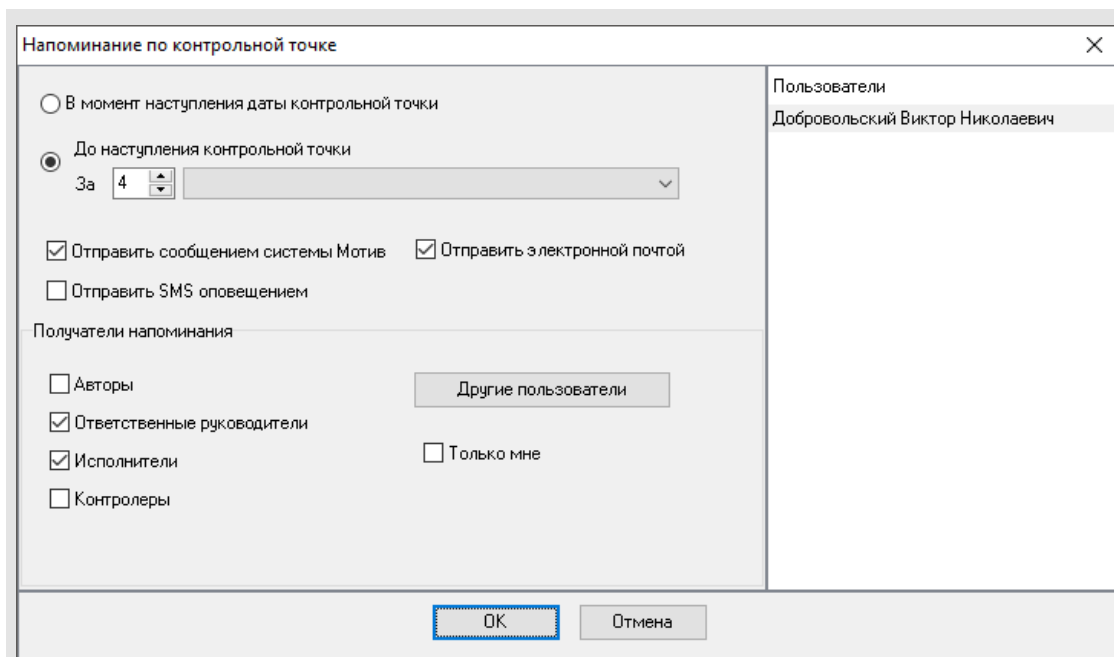 Напоминание по контрольной точке
В момент наступления даты контрольной точки
До наступления контрольной точки
За 4
Отправить сообщением системы Мотив
Отправить электронной почтой
Отправить SMS оповещением
Получатели напоминания
Авторы
Другие пользователи
Ответственные руководители
Только мне
Исполнители
Контролеры
Пользователи
Добровольский Виктор Николаевич
OK
Отмена